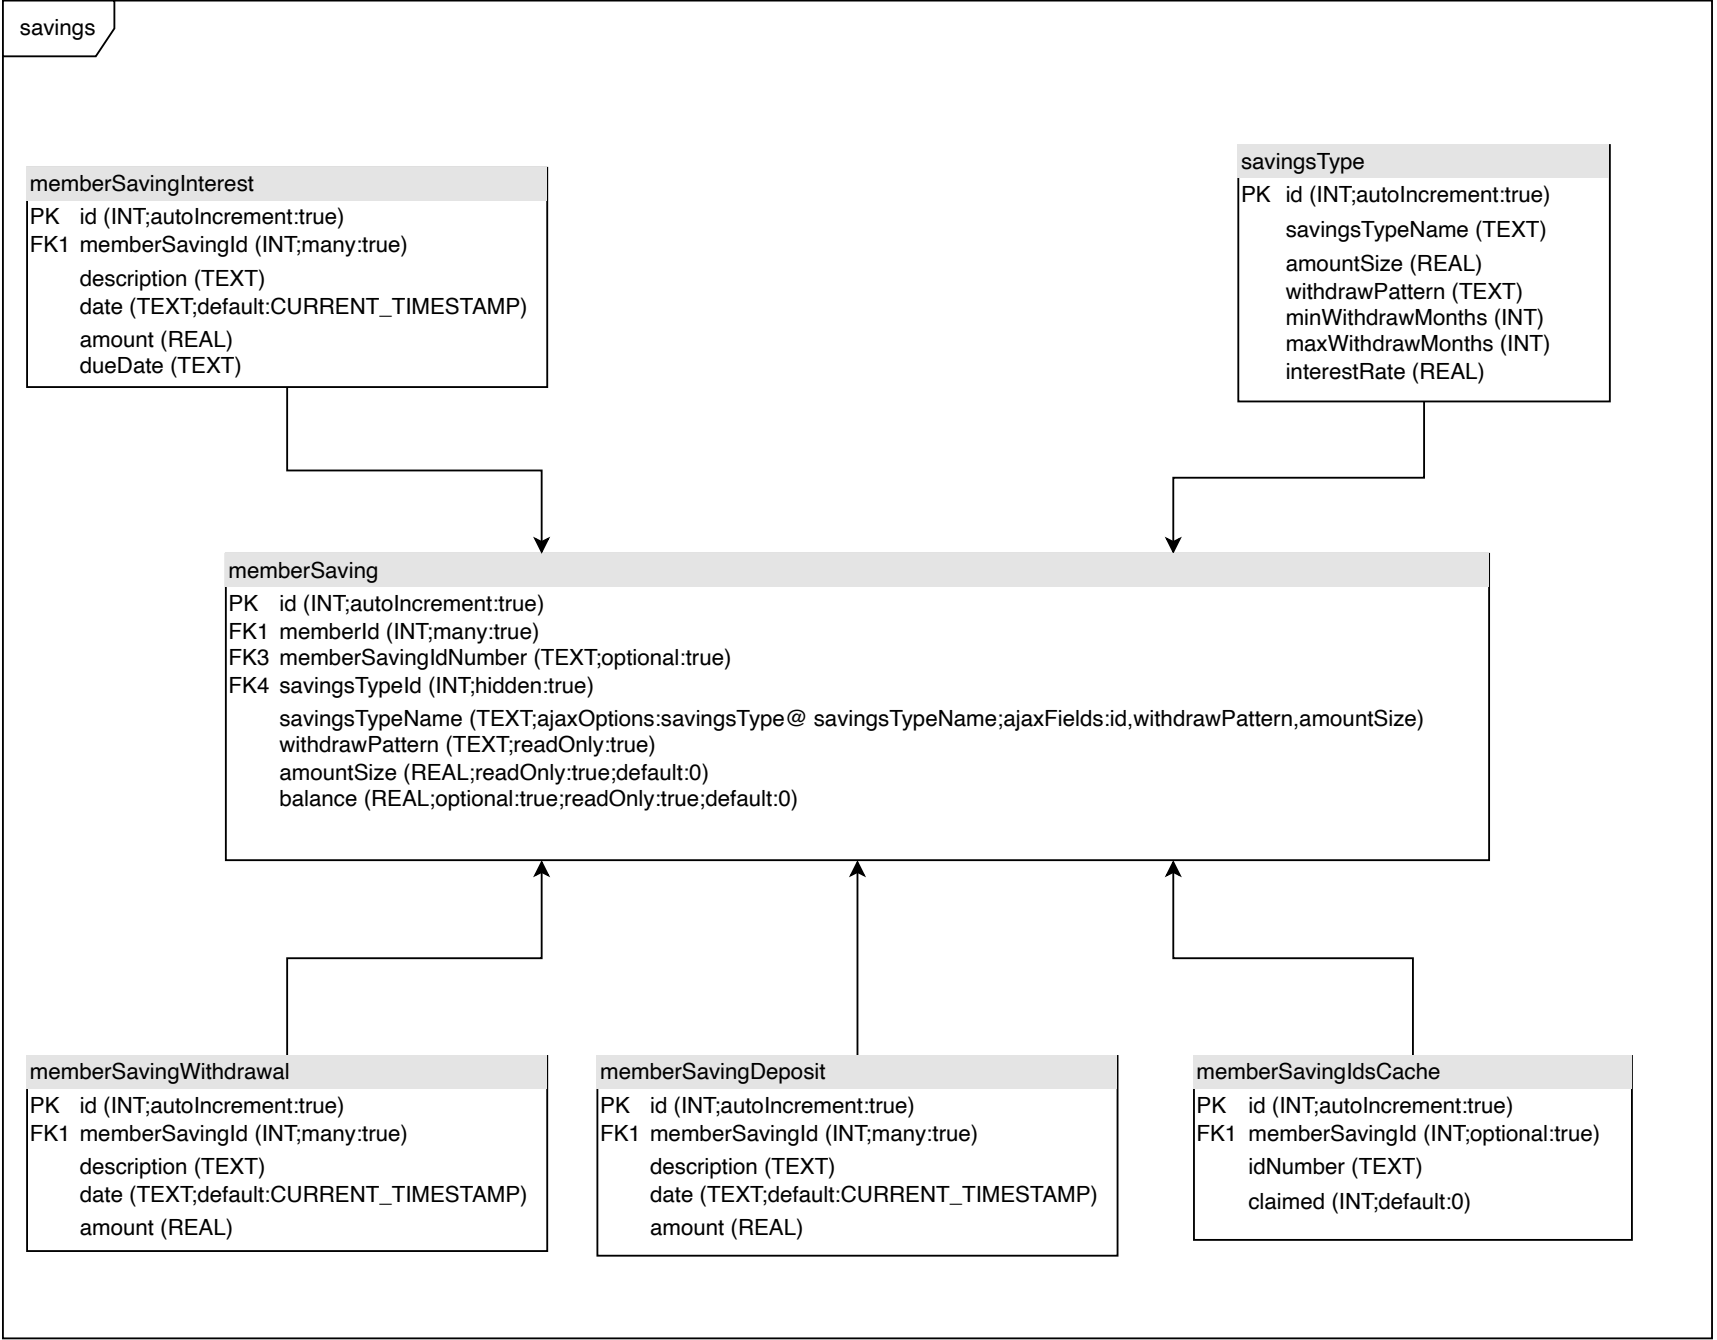 savings
memberSavingInterest
PK id (INT;autoIncrement:true)
FK1 memberSavingId (INT;many:true)
description (TEXT)
date (TEXT;default:CURRENT_TIMESTAMP)
amount (REAL)
dueDate (TEXT)
savingsType
PK id (INT;autoIncrement:true)
savingsTypeName (TEXT)
amountSize (REAL)
withdrawPattern (TEXT)
minWithdrawMonths (INT)
maxWithdrawMonths (INT)
interestRate (REAL)
memberSaving
PK id (INT;autoIncrement:true)
FK1 memberId (INT;many:true)
FK3 memberSavingIdNumber (TEXT;optional:true)
FK4 savingsTypeId (INT;hidden:true)
savingsTypeName (TEXT;ajaxOptions:savingsType@ savingsTypeName;ajaxFields:id,withdrawPattern,amountSize)
withdrawPattern (TEXT;readOnly:true)
amountSize (REAL;readOnly:true;default:0)
balance (REAL;optional:true;readOnly:true;default:0)
memberSavingWithdrawal
PK id (INT;autoIncrement:true)
FK1 memberSavingId (INT;many:true)
description (TEXT)
date (TEXT;default:CURRENT_TIMESTAMP)
amount (REAL)
memberSavingDeposit
PK id (INT;autoIncrement:true)
FK1 memberSavingId (INT;many:true)
description (TEXT)
date (TEXT;default:CURRENT_TIMESTAMP)
amount (REAL)
memberSavingIdsCache
PK id (INT;autoIncrement:true)
FK1 memberSavingId (INT;optional:true)
idNumber (TEXT)
claimed (INT;default:0)